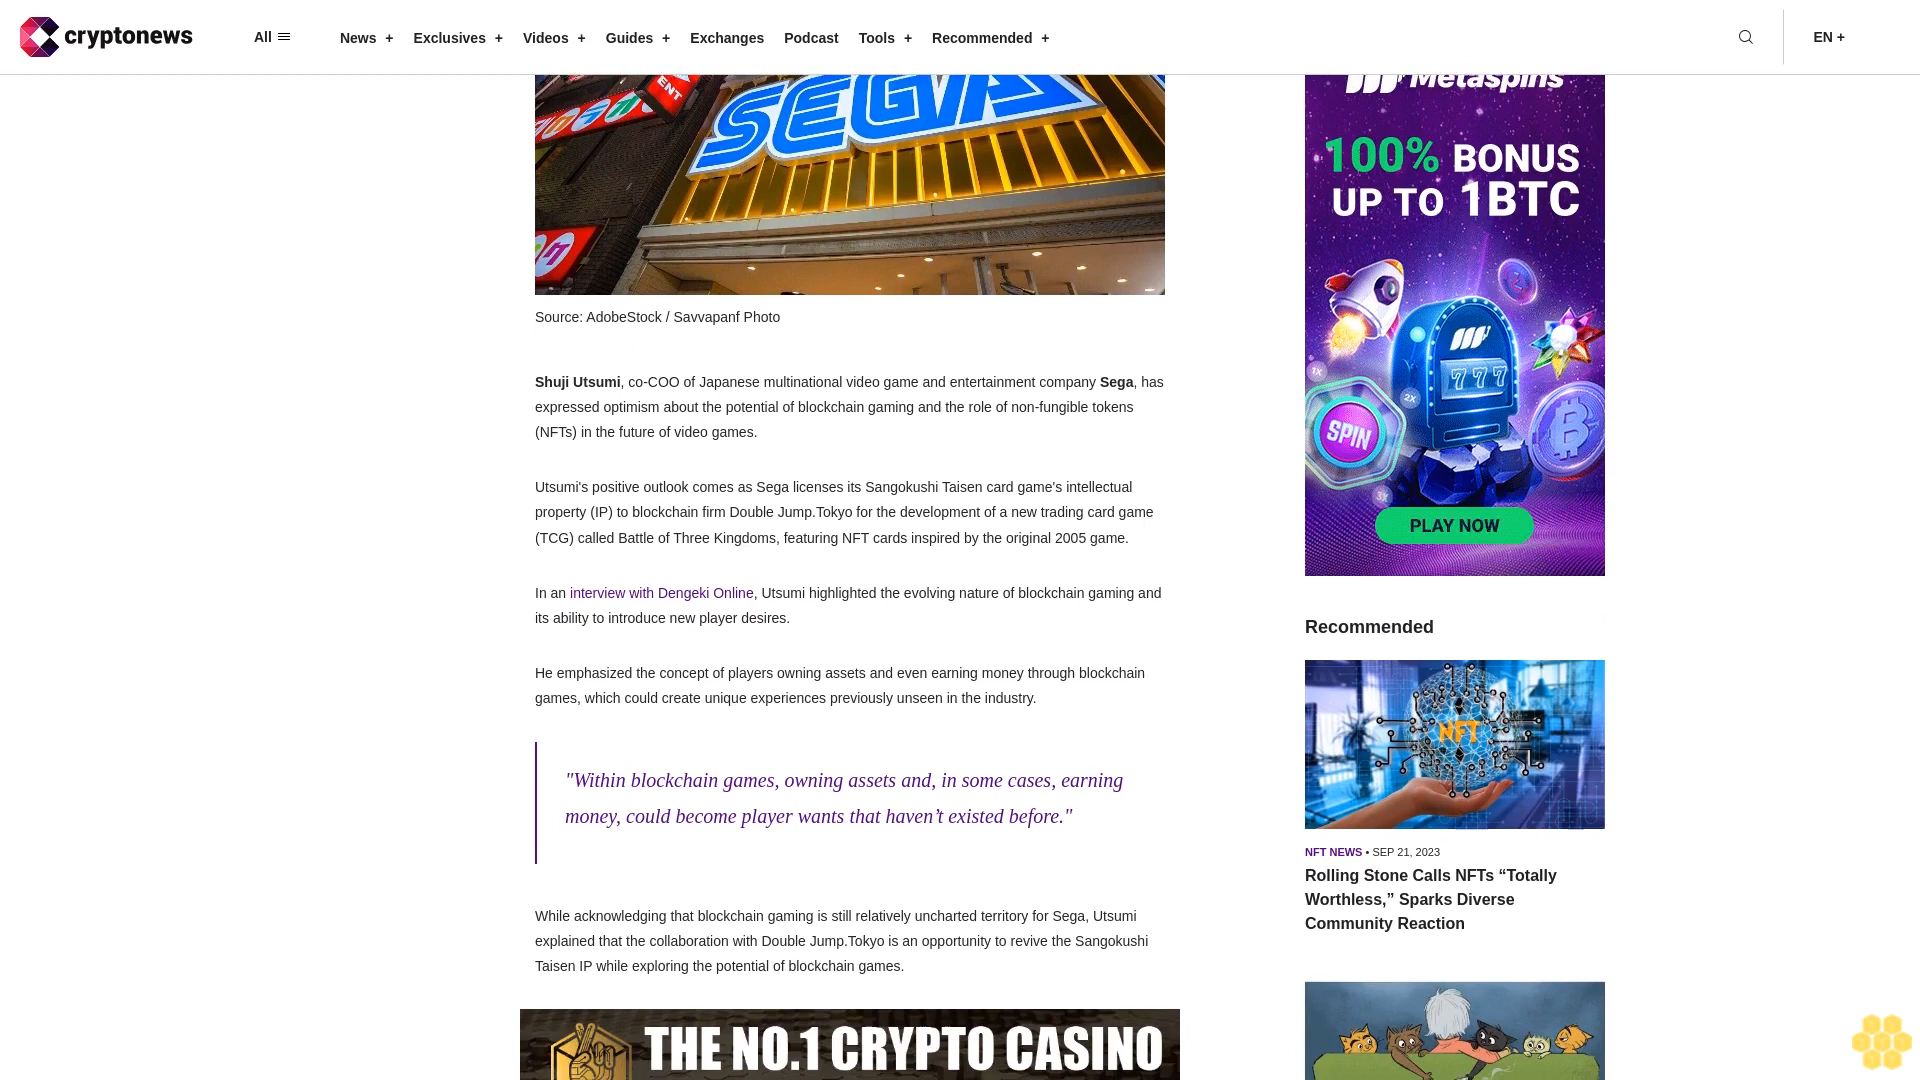 cryptonews
All
News +
Exclusives +
Videos +
Guides +
Exchanges
Podcast
Tools +
Recommended +
EN +
ENT
SEGA
Source: AdobeStock / Savvapanf Photo
Shuji Utsumi, co-COO of Japanese multinational video game and entertainment company Sega, has
expressed optimism about the potential of blockchain gaming and the role of non-fungible tokens
(NFTs) in the future of video games.
Utsumi's positive outlook comes as Sega licenses its Sangokushi Taisen card game's intellectual
property (IP) to blockchain firm Double Jump.Tokyo for the development of a new trading card game
(TCG) called Battle of Three Kingdoms, featuring NFT cards inspired by the original 2005 game.
In an interview with Dengeki Online, Utsumi highlighted the evolving nature of blockchain gaming and
its ability to introduce new player desires.
He emphasized the concept of players owning assets and even earning money through blockchain
games, which could create unique experiences previously unseen in the industry.
"Within blockchain games, owning assets and, in some cases, earning
money, could become player wants that haven’t existed before."
While acknowledging that blockchain gaming is still relatively uncharted territory for Sega, Utsumi
explained that the collaboration with Double Jump.Tokyo is an opportunity to revive the Sangokushi
Taisen IP while exploring the potential of blockchain games.
THE NO.1 CRYPTO CASINO
Metaspins
100% BONUS
UP TO 1BTC
777
1X
2X
SPIN
3X
PLAY NOW
Recommended
NFT
NFT NEWS • SEP 21, 2023
Rolling Stone Calls NFTs “Totally
Worthless,” Sparks Diverse
Community Reaction